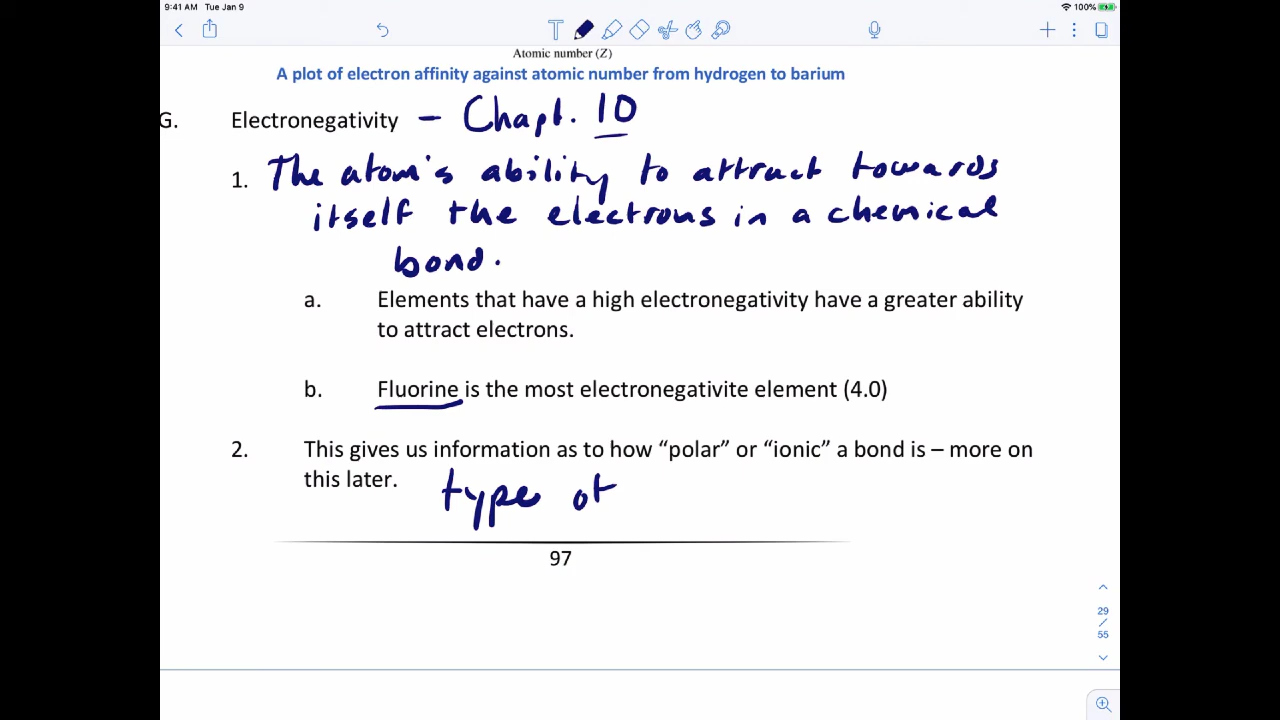 9:41 AM Tue Jan 9
100%
Atomic number (Z)
A plot of electron affinity against atomic number from hydrogen to barium
G. Electronegativity – Chapt. 10
1. The atom's ability to attract towards
itself the electrons in a chemical
bond.
a. Elements that have a high electronegativity have a greater ability
to attract electrons.
b. Fluorine is the most electronegativite element (4.0)
2. This gives us information as to how “polar” or “ionic” a bond is – more on
this later. type of
97
29
/
55